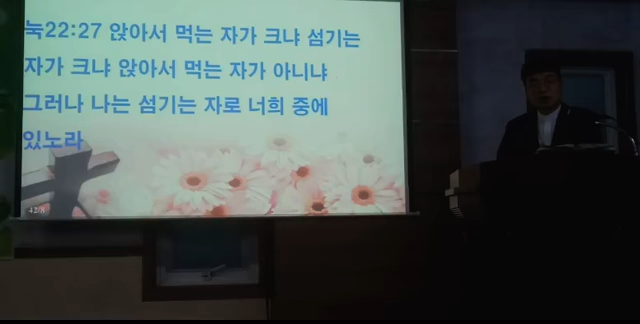 눅22:27 앉아서 먹는 자가 크냐 섬기는
자가 크냐 앉아서 먹는 자가 아니냐
그러나 나는 섬기는 자로 너희 중에
있노라